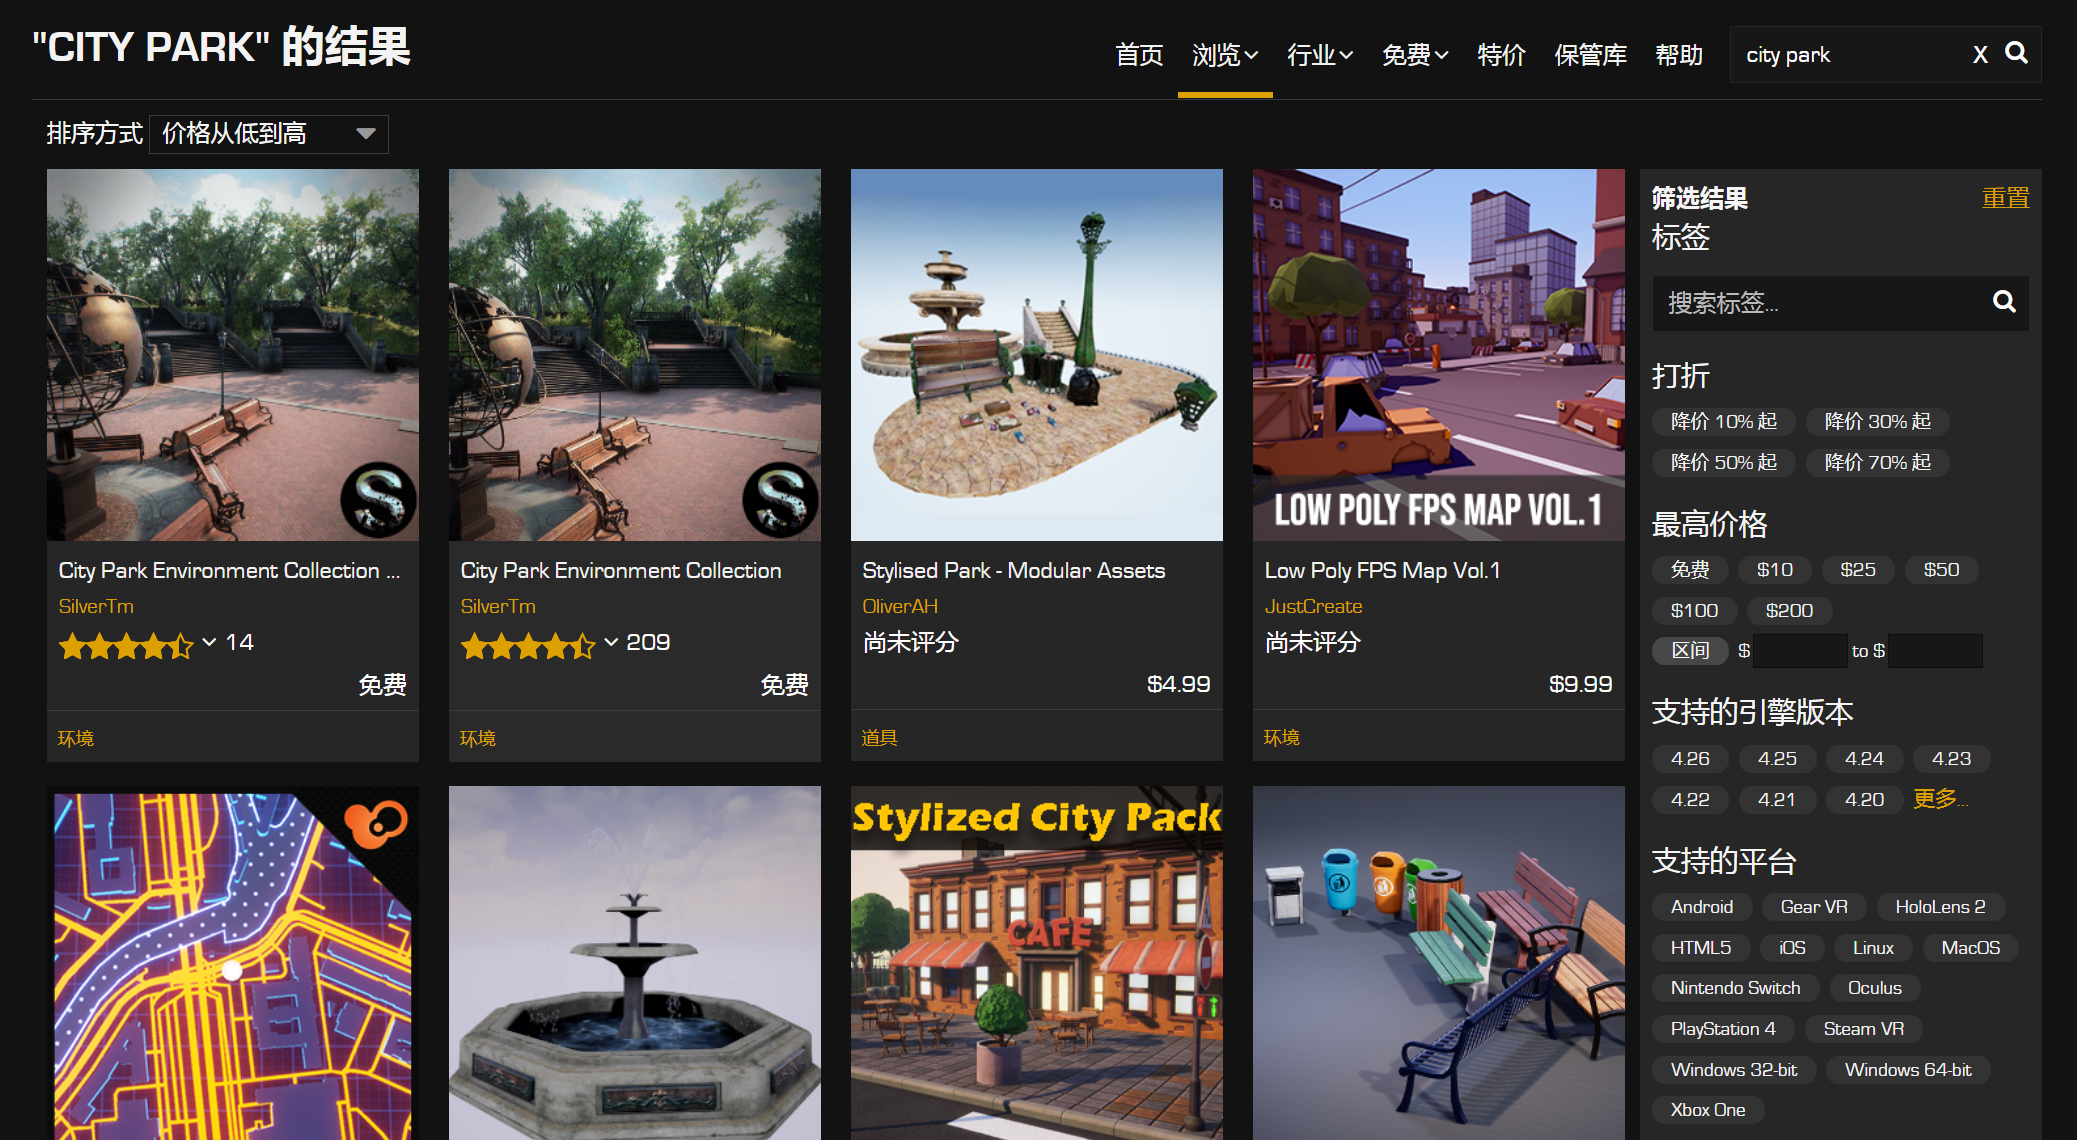 "CITY PARK" 的结果
首页 浏览 行业 免费 特价 保管库 帮助
city park X
排序方式 价格从低到高
LOW POLY FPS MAP VOL.1
City Park Environment Collection ...
SilverTm
14
免费
环境
City Park Environment Collection
SilverTm
209
免费
环境
Stylised Park - Modular Assets
OliverAH
尚未评分
$4.99
道具
Low Poly FPS Map Vol.1
JustCreate
尚未评分
$9.99
环境
Stylized City Pack
CAFE
筛选结果 重置
标签
搜索标签...
打折
降价 10% 起 降价 30% 起
降价 50% 起 降价 70% 起
最高价格
免费 $10 $25 $50
$100 $200
区间 $ to $
支持的引擎版本
4.26 4.25 4.24 4.23
4.22 4.21 4.20 更多...
支持的平台
Android Gear VR HoloLens 2
HTML5 iOS Linux MacOS
Nintendo Switch Oculus
PlayStation 4 Steam VR
Windows 32-bit Windows 64-bit
Xbox One